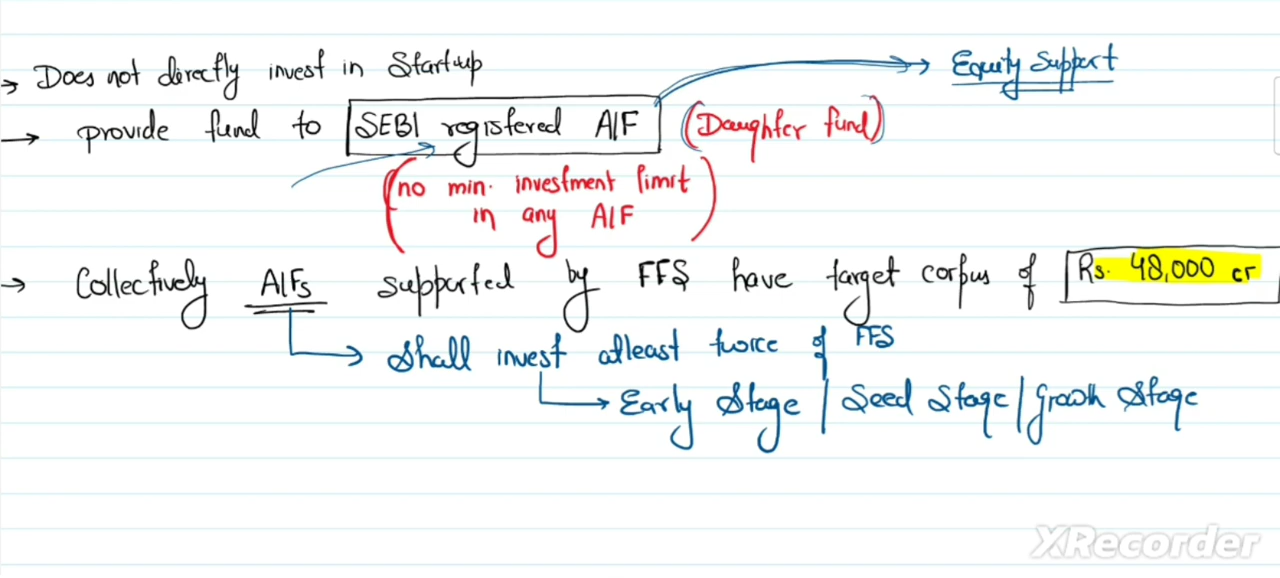 → Does not directly invest in Startup → Equity Support
→ provide fund to SEBI registered AIF (Daughter fund)
(no min. investment limit
in any AIF)
→ Collectively AIFs supported by FFS have target corpus of Rs. 48,000 cr
→ Shall invest atleast twice of FFS
→ Early Stage / Seed Stage / Growth Stage
XRecorder